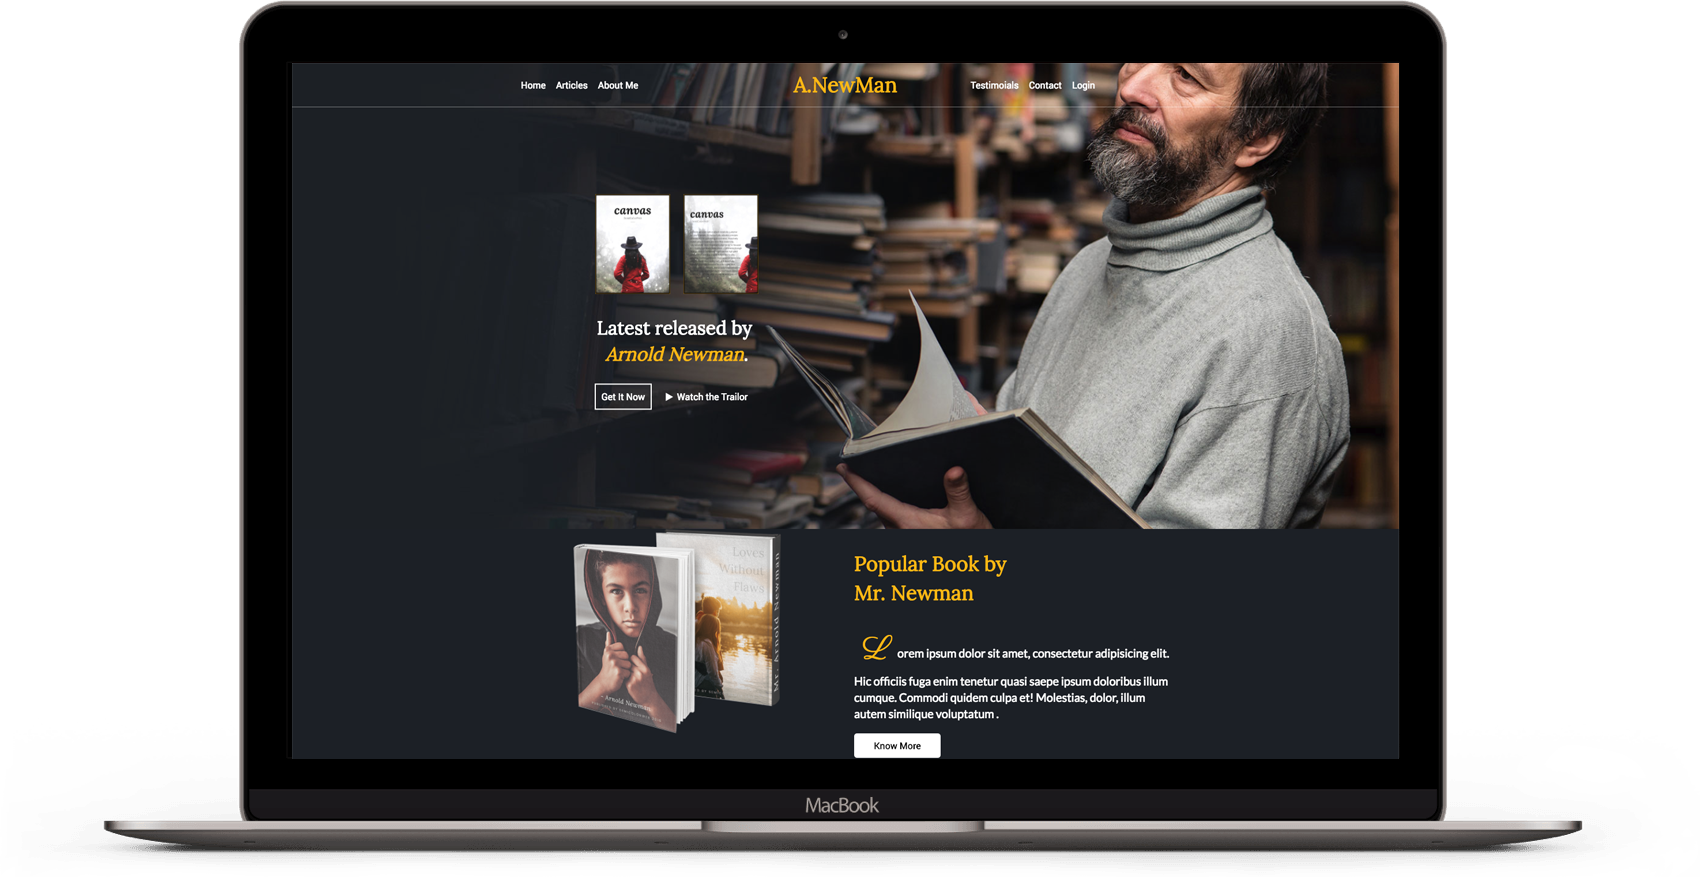 Home Articles About Me A.NewMan Testimoials Contact Login
canvas
canvas
Latest released by
Arnold Newman.
Get It Now Watch the Trailor
Loves
Without
Flaws
Mr. Arnold Newman
- Arnold Newman
Popular Book by
Mr. Newman
Lorem ipsum dolor sit amet, consectetur adipisicing elit.
Hic officiis fuga enim tenetur quasi saepe ipsum doloribus illum
cumque. Commodi quidem culpa et! Molestias, dolor, illum
autem similique voluptatum .
Know More
MacBook